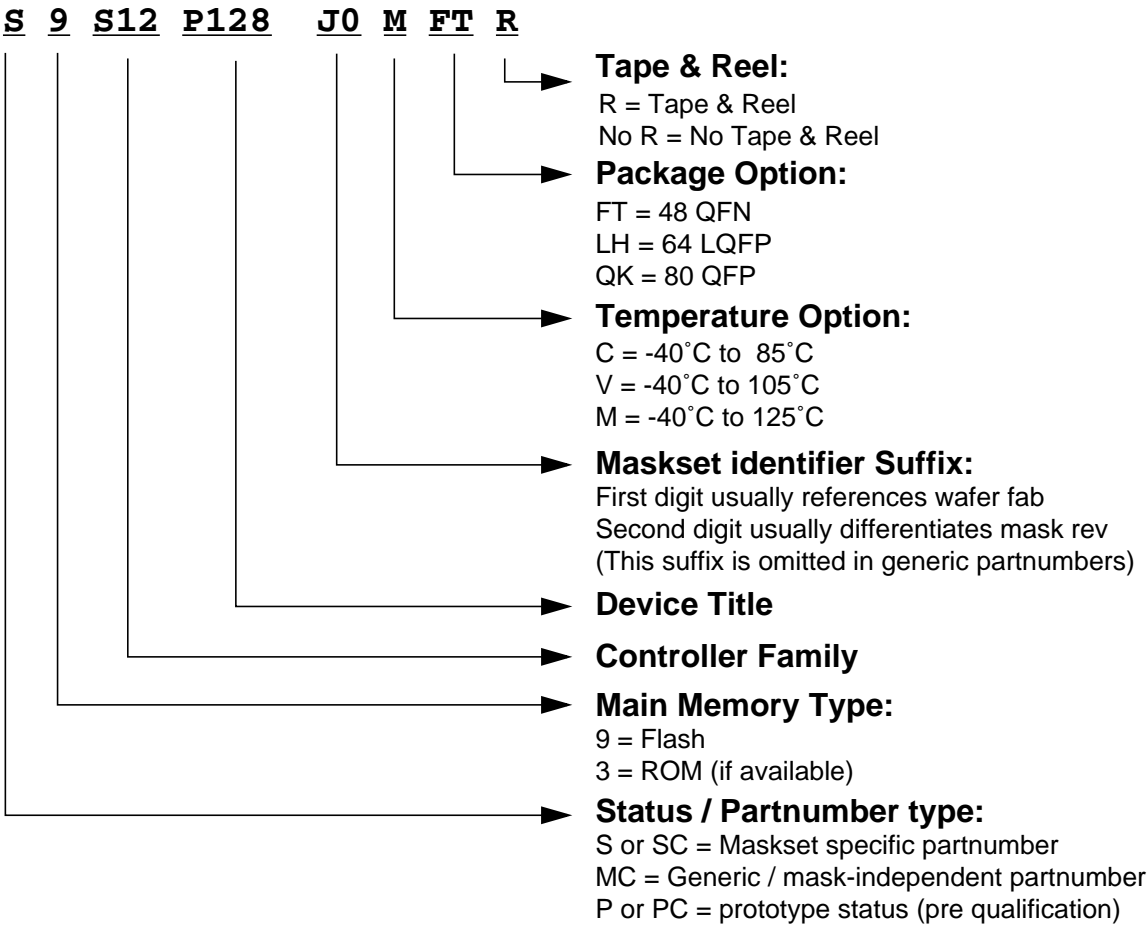 S 9 S12 P128 J0 M FT R
Tape & Reel:
R = Tape & Reel
No R = No Tape & Reel
Package Option:
FT = 48 QFN
LH = 64 LQFP
QK = 80 QFP
Temperature Option:
C = -40˚C to 85˚C
V = -40˚C to 105˚C
M = -40˚C to 125˚C
Maskset identifier Suffix:
First digit usually references wafer fab
Second digit usually differentiates mask rev
(This suffix is omitted in generic partnumbers)
Device Title
Controller Family
Main Memory Type:
9 = Flash
3 = ROM (if available)
Status / Partnumber type:
S or SC = Maskset specific partnumber
MC = Generic / mask-independent partnumber
P or PC = prototype status (pre qualification)